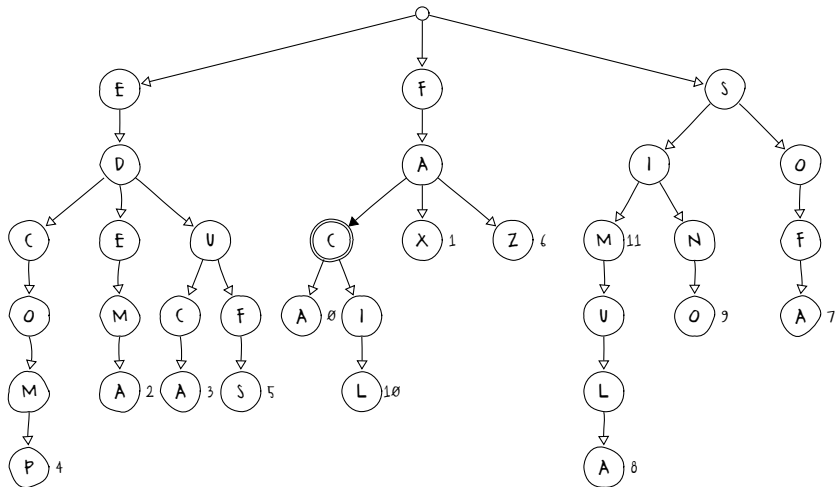 E F S
D A I O
C E U C X 1 Z 6 M 11 N F
O M C F A 0 I U O 9 A 7
M A 2 A 3 S 5 L 10 L
P 4 A 8